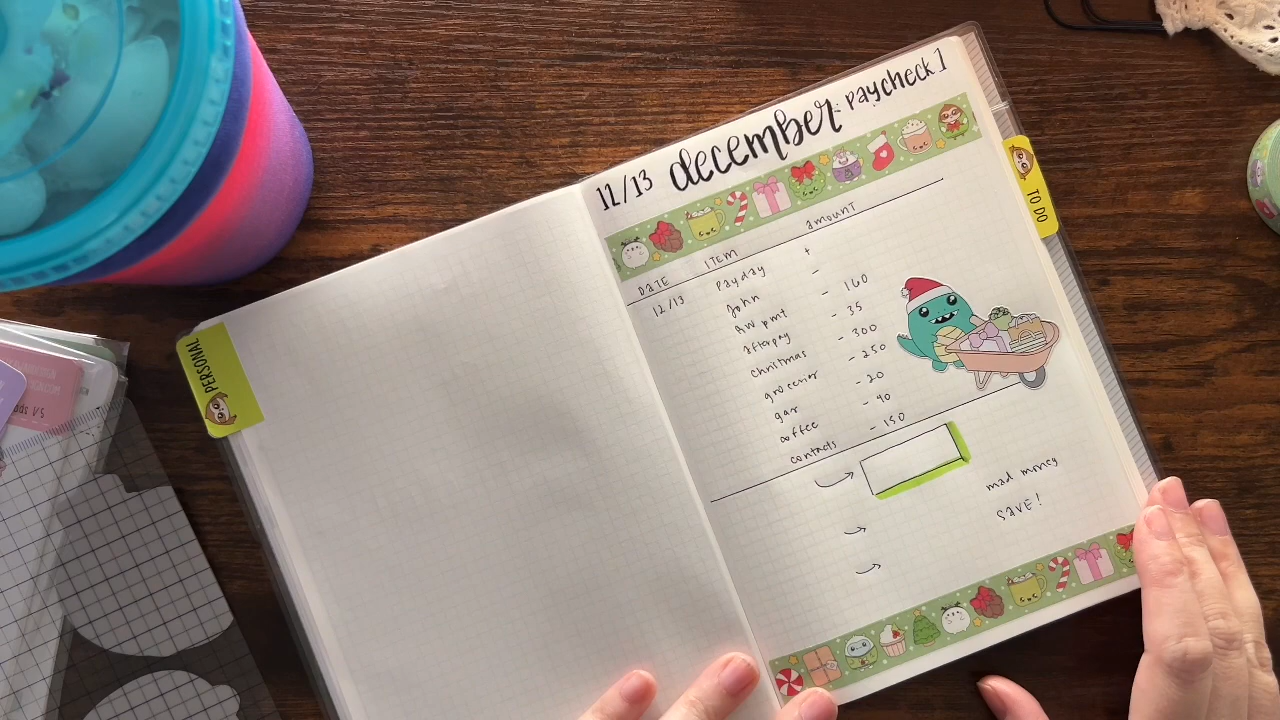 12/13 december: paycheck 1
DATE ITEM amount
12/13 Payday +
John -
AW pmt - 160
afterpay - 35
christmas - 300
groceries - 250
gas - 20
coffee - 40
contacts - 150
mad money
save!
TO DO
PERSONAL